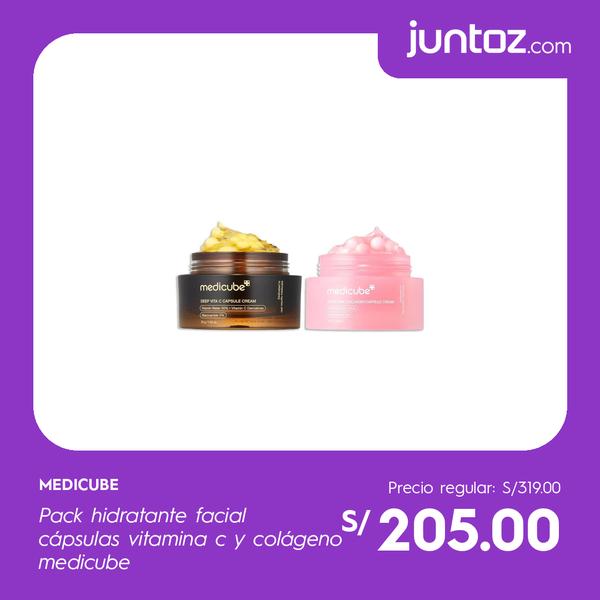 juntoz.com
medicube
DEEP VITA C CAPSULE CREAM
medicube
MEDICUBE
Precio regular: S/319.00
Pack hidratante facial
cápsulas vitamina c y colágeno
medicube
S/ 205.00